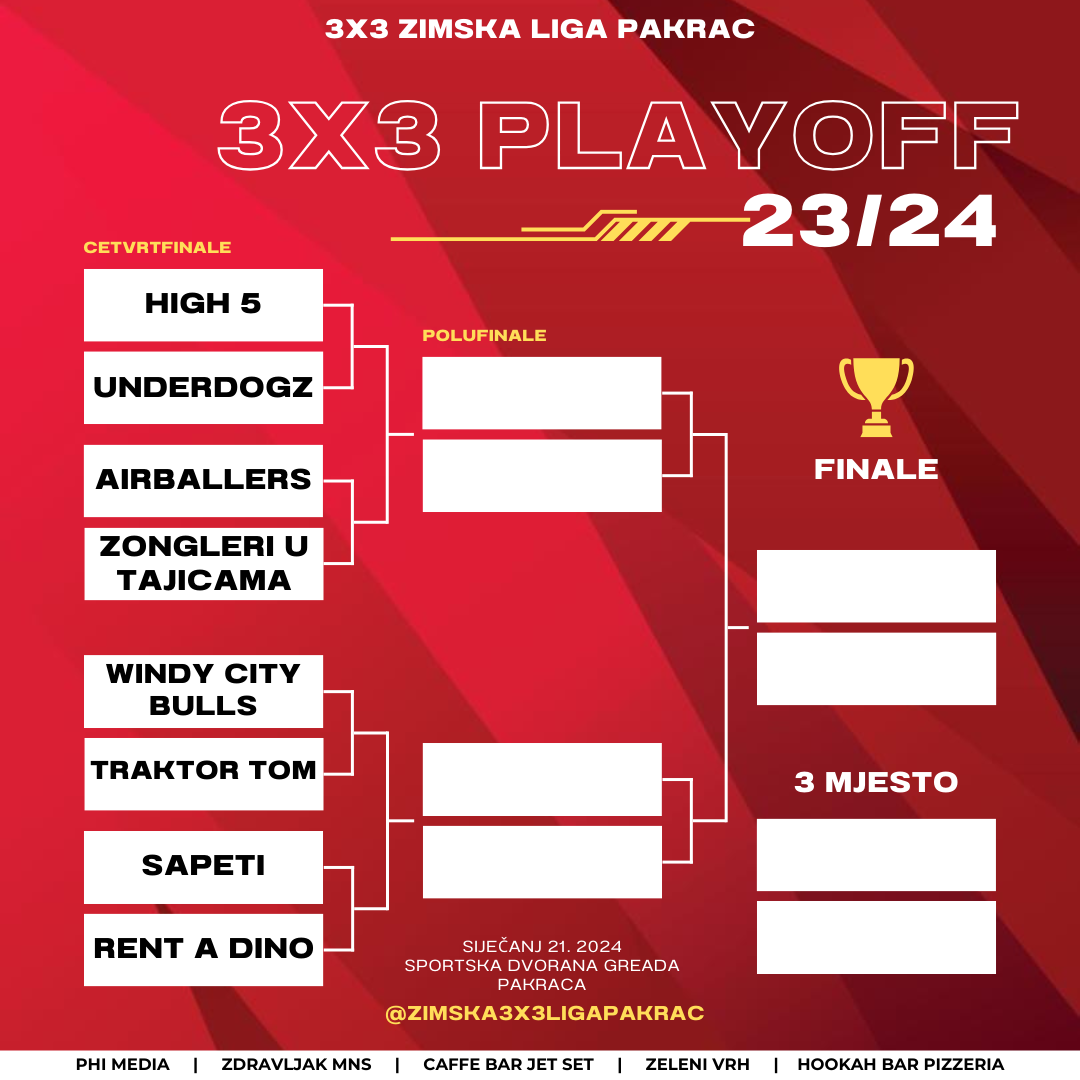 3X3 ZIMSKA LIGA PAKRAC
3X3 PLAYOFF
23/24
CETVRTFINALE
HIGH 5
UNDERDOGZ
AIRBALLERS
ZONGLERI U
TAJICAMA
WINDY CITY
BULLS
TRAKTOR TOM
SAPETI
RENT A DINO
POLUFINALE
FINALE
3 MJESTO
SIJEČANJ 21. 2024
SPORTSKA DVORANA GREADA
PAKRACA
@ZIMSKA3X3LIGAPAKRAC
PHI MEDIA | ZDRAVLJAK MNS | CAFFE BAR JET SET | ZELENI VRH | HOOKAH BAR PIZZERIA